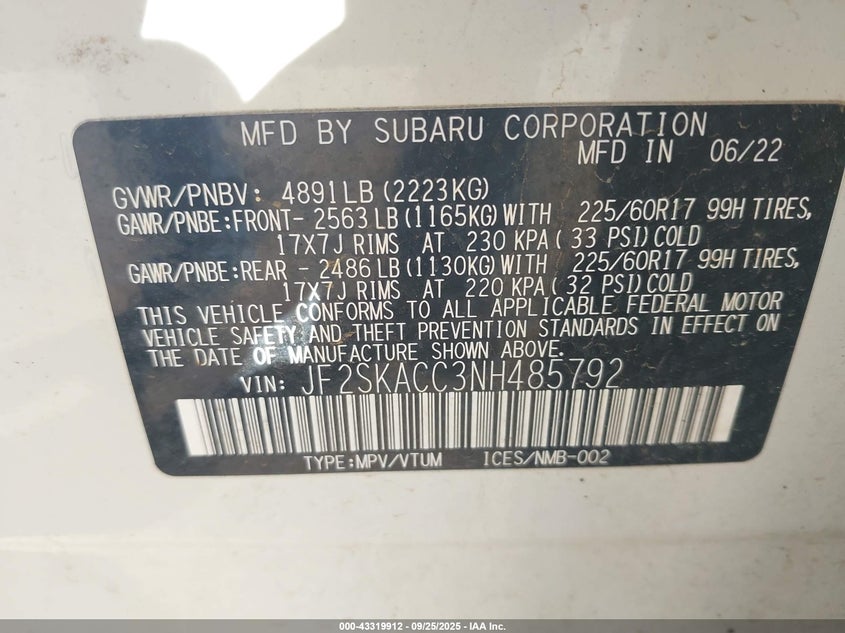 MFD BY SUBARU CORPORATION
MFD IN 06/22
GVWR/PNBV: 4891LB(2223KG)
GAWR/PNBE:FRONT- 2563LB(1165KG)WITH 225/60R17 99H TIRES,
17X7J RIMS AT 230 KPA(33 PSI)COLD
GAWR/PNBE:REAR - 2486LB(1130KG)WITH 225/60R17 99H TIRES,
17X7J RIMS AT 220 KPA(32 PSI)COLD
THIS VEHICLE CONFORMS TO ALL APPLICABLE FEDERAL MOTOR
VEHICLE SAFETY AND THEFT PREVENTION STANDARDS IN EFFECT ON
THE DATE OF MANUFACTURE SHOWN ABOVE.
VIN: JF2SKACC3NH485792
TYPE:MPV/VTUM ICES/NMB-002
000-43319912 - 09/25/2025 - IAA Inc.